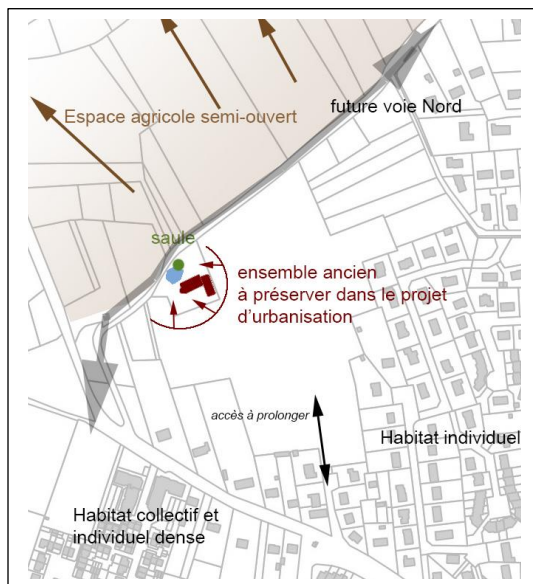 Espace agricole semi-ouvert
future voie Nord
saule
ensemble ancien
à préserver dans le projet
d'urbanisation
accès à prolonger
Habitat individuel
Habitat collectif et
individuel dense